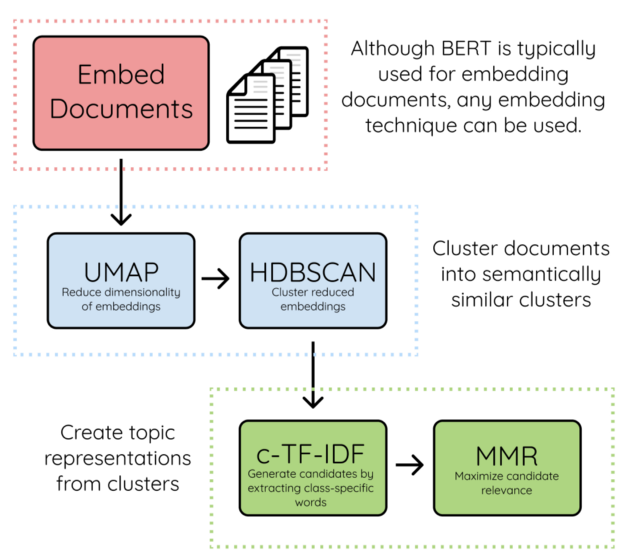 Embed
Documents
Although BERT is typically
used for embedding
documents, any embedding
technique can be used.
UMAP
Reduce dimensionality
of embeddings
HDBSCAN
Cluster reduced
embeddings
Cluster documents
into semantically
similar clusters
Create topic
representations
from clusters
c-TF-IDF
Generate candidates by
extracting class-specific
words
MMR
Maximize candidate
relevance